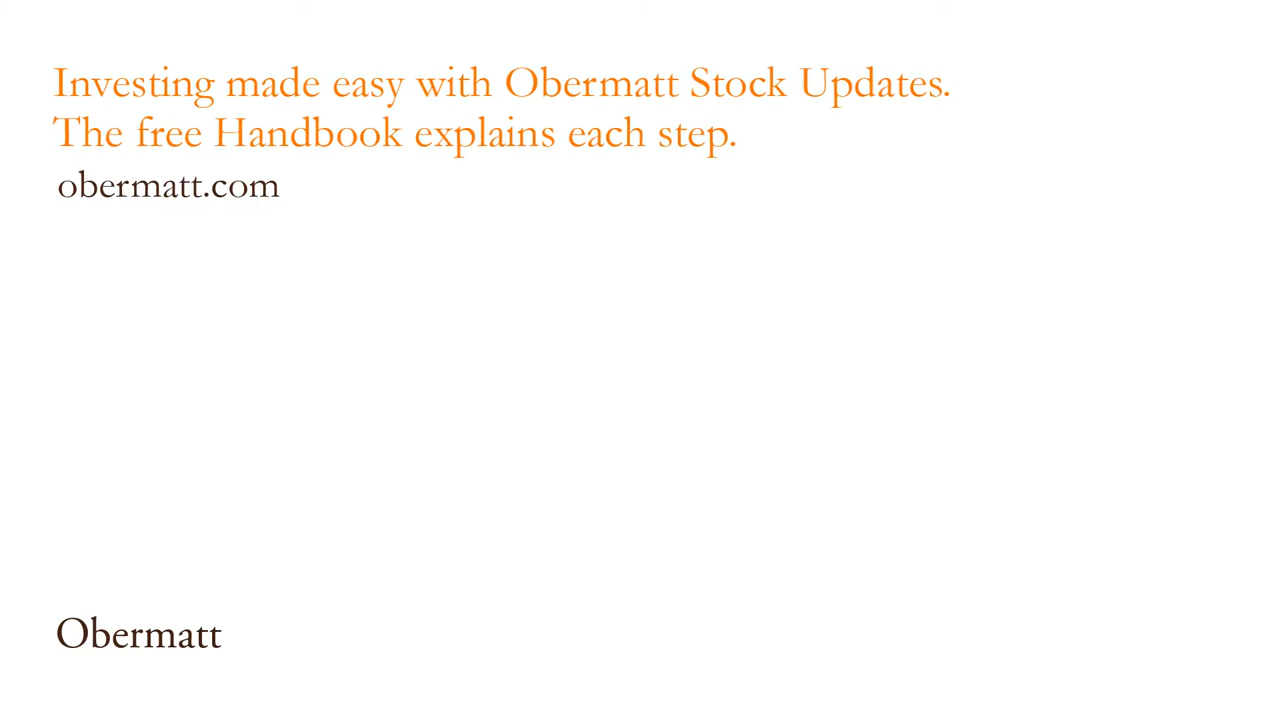 Investing made easy with Obermatt Stock Updates.
The free Handbook explains each step.
obermatt.com
Obermatt